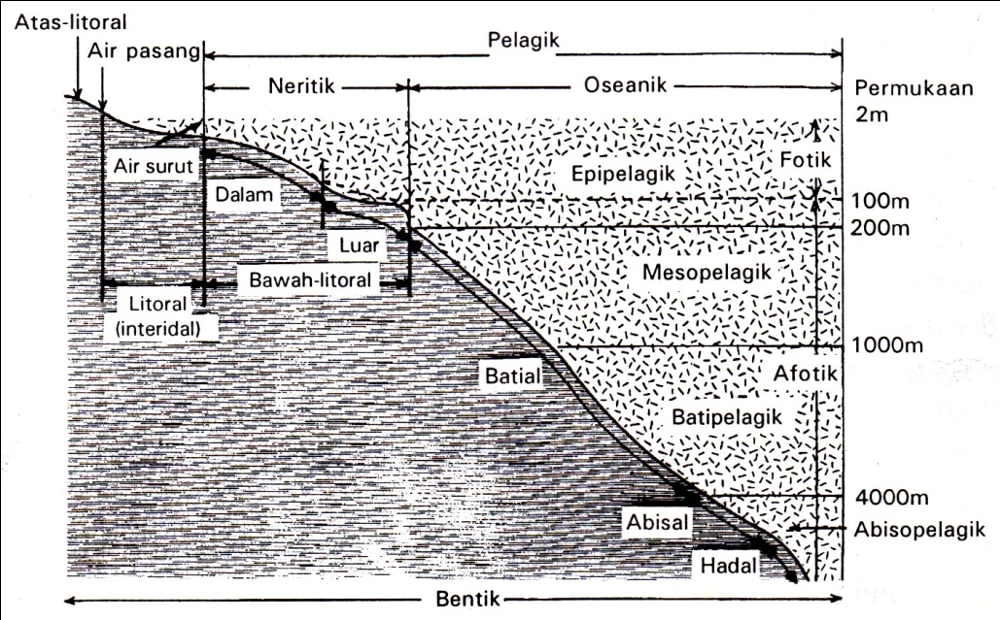 Atas-litoral
Air pasang
Pelagik
Neritik
Oseanik
Permukaan
2m
Air surut
Fotik
Epipelagik
Dalam
100m
200m
Luar
Mesopelagik
Bawah-litoral
Litoral
(interidal)
1000m
Batial
Afotik
Batipelagik
4000m
Abisal
Abisopelagik
Hadal
Bentik